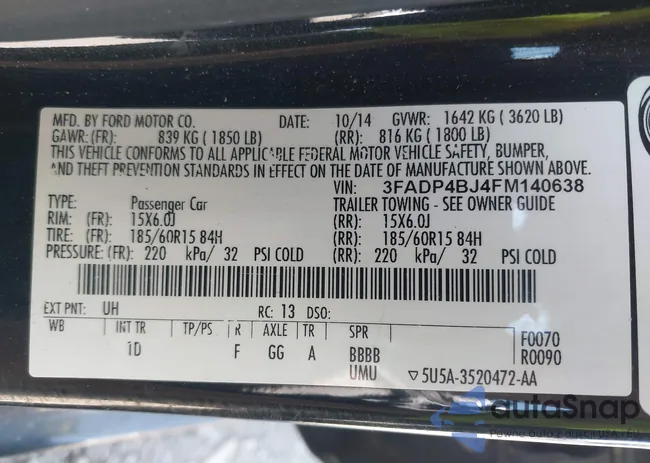 MFD. BY FORD MOTOR CO. DATE: 10/14 GVWR: 1642 KG ( 3620 LB)
GAWR: (FR): 839 KG ( 1850 LB) (RR): 816 KG ( 1800 LB)
THIS VEHICLE CONFORMS TO ALL APPLICABLE FEDERAL MOTOR VEHICLE SAFETY, BUMPER,
AND THEFT PREVENTION STANDARDS IN EFFECT ON THE DATE OF MANUFACTURE SHOWN ABOVE.
VIN: 3FADP4BJ4FM140638
TYPE: Passenger Car TRAILER TOWING - SEE OWNER GUIDE
RIM: (FR): 15X6.0J (RR): 15X6.0J
TIRE: (FR): 185/60R15 84H (RR): 185/60R15 84H
PRESSURE: (FR): 220 kPa/ 32 PSI COLD (RR): 220 kPa/ 32 PSI COLD
EXT PNT: UH RC: 13 DSO:
WB INT TR TP/PS R AXLE TR SPR F0070
1D F GG A BBBB R0090
UMU ▽5U5A-3520472-AA
autoSnap